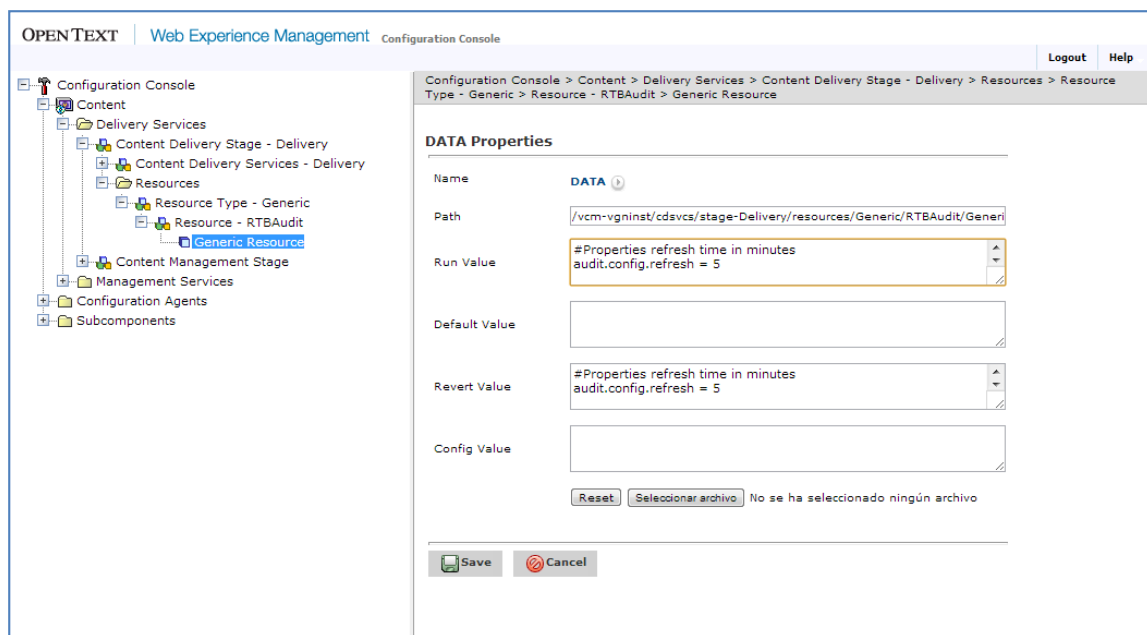 OPENTEXT Web Experience Management Configuration Console
Logout Help
Configuration Console
Content
Delivery Services
Content Delivery Stage - Delivery
Content Delivery Services - Delivery
Resources
Resource Type - Generic
Resource - RTBAudit
Generic Resource
Content Management Stage
Management Services
Configuration Agents
Subcomponents
Configuration Console > Content > Delivery Services > Content Delivery Stage - Delivery > Resources > Resource
Type - Generic > Resource - RTBAudit > Generic Resource
DATA Properties
Name DATA
Path /vcm-vgninst/cdsvcs/stage-Delivery/resources/Generic/RTBAudit/Generi
Run Value #Properties refresh time in minutes
audit.config.refresh = 5
Default Value
Revert Value #Properties refresh time in minutes
audit.config.refresh = 5
Config Value
Reset Seleccionar archivo No se ha seleccionado ningún archivo
Save Cancel